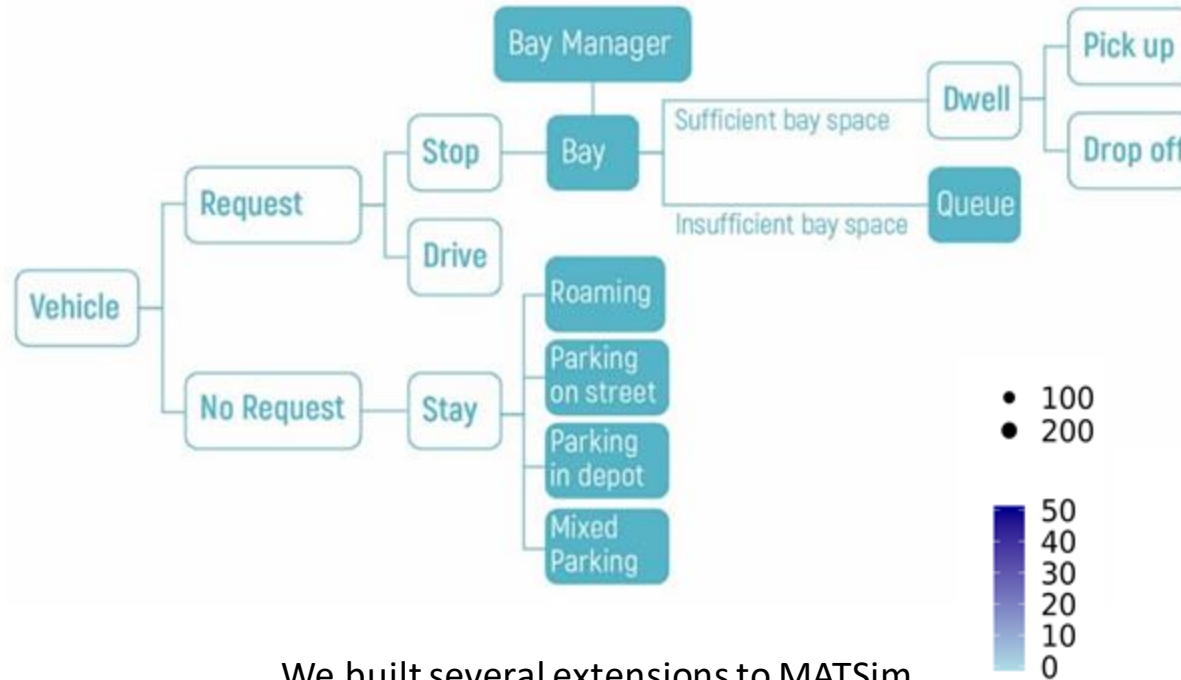 Bay Manager
Pick up
Dwell
Sufficient bay space
Stop
Bay
Drop off
Request
Queue
Insufficient bay space
Drive
Vehicle
Roaming
Parking
on street
No Request
Stay
Parking
in depot
Mixed
Parking
100
200
50
40
30
20
10
0
We built several extensions to MATSim